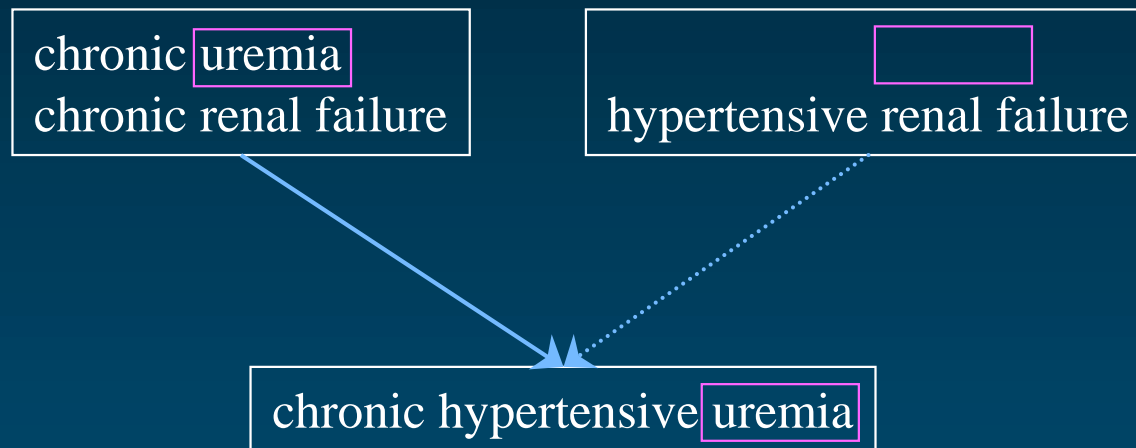 chronic uremia
chronic renal failure
hypertensive renal failure
chronic hypertensive uremia